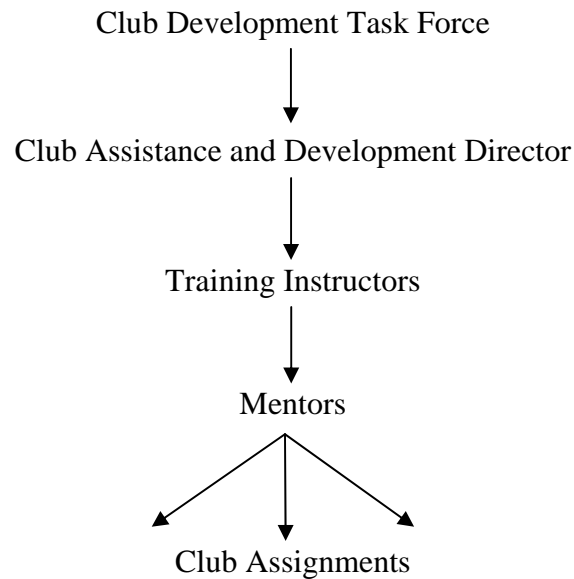 Club Development Task Force
Club Assistance and Development Director
Training Instructors
Mentors
Club Assignments